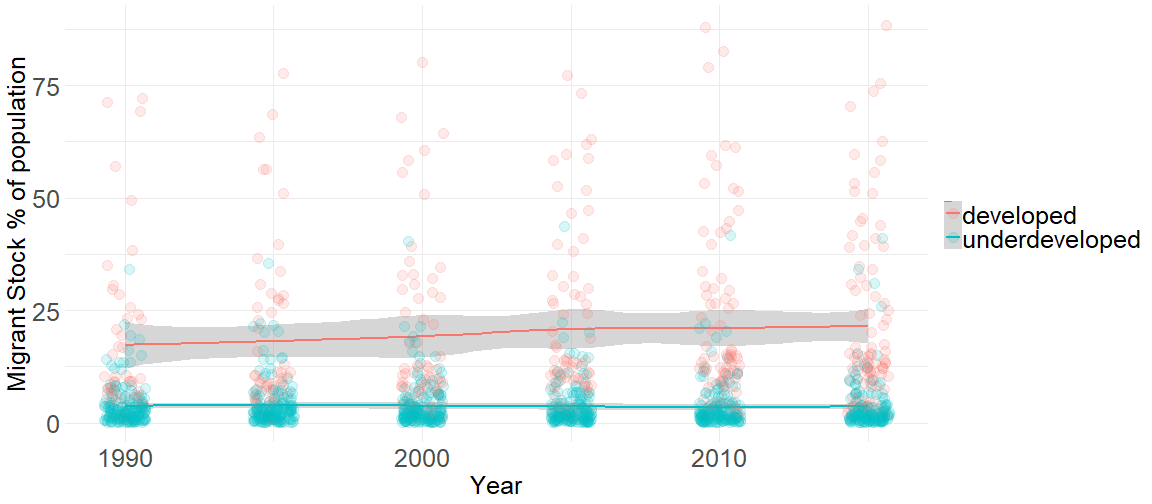 Migrant Stock % of population
75
50
25
0
1990
2000
2010
Year
developed
underdeveloped